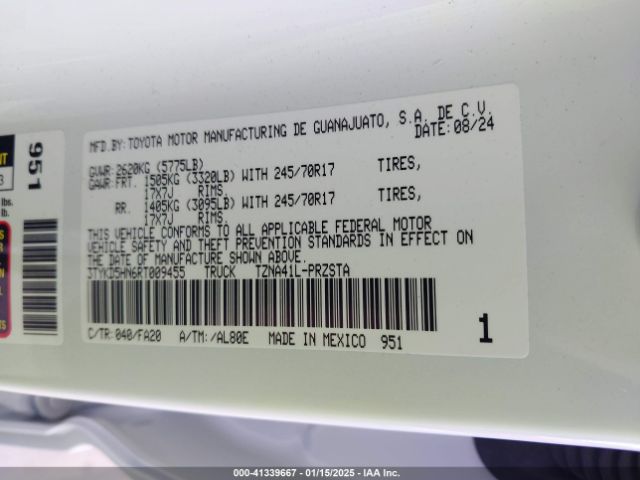 MFD.BY:TOYOTA MOTOR MANUFACTURING DE GUANAJUATO, S.A. DE C.V.
DATE:08/24
GVWR 2620KG (5775LB)
GAWR:FRT. 1505KG (3320LB) WITH 245/70R17 TIRES,
17X7J RIMS.
RR. 1405KG (3095LB) WITH 245/70R17 TIRES,
17X7J RIMS.
THIS VEHICLE CONFORMS TO ALL APPLICABLE FEDERAL MOTOR
VEHICLE SAFETY AND THEFT PREVENTION STANDARDS IN EFFECT ON
THE DATE OF MANUFACTURE SHOWN ABOVE.
3TYKD5HN6RT009455 TRUCK TZNA41L-PRZSTA
C/TR:040/FA20 A/TM:/AL80E MADE IN MEXICO 951
1
951
NT
3
lbs.
lb.
000-41339667 - 01/15/2025 - IAA Inc.